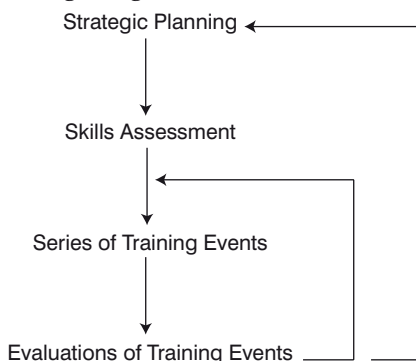 Strategic Planning
Skills Assessment
Series of Training Events
Evaluations of Training Events